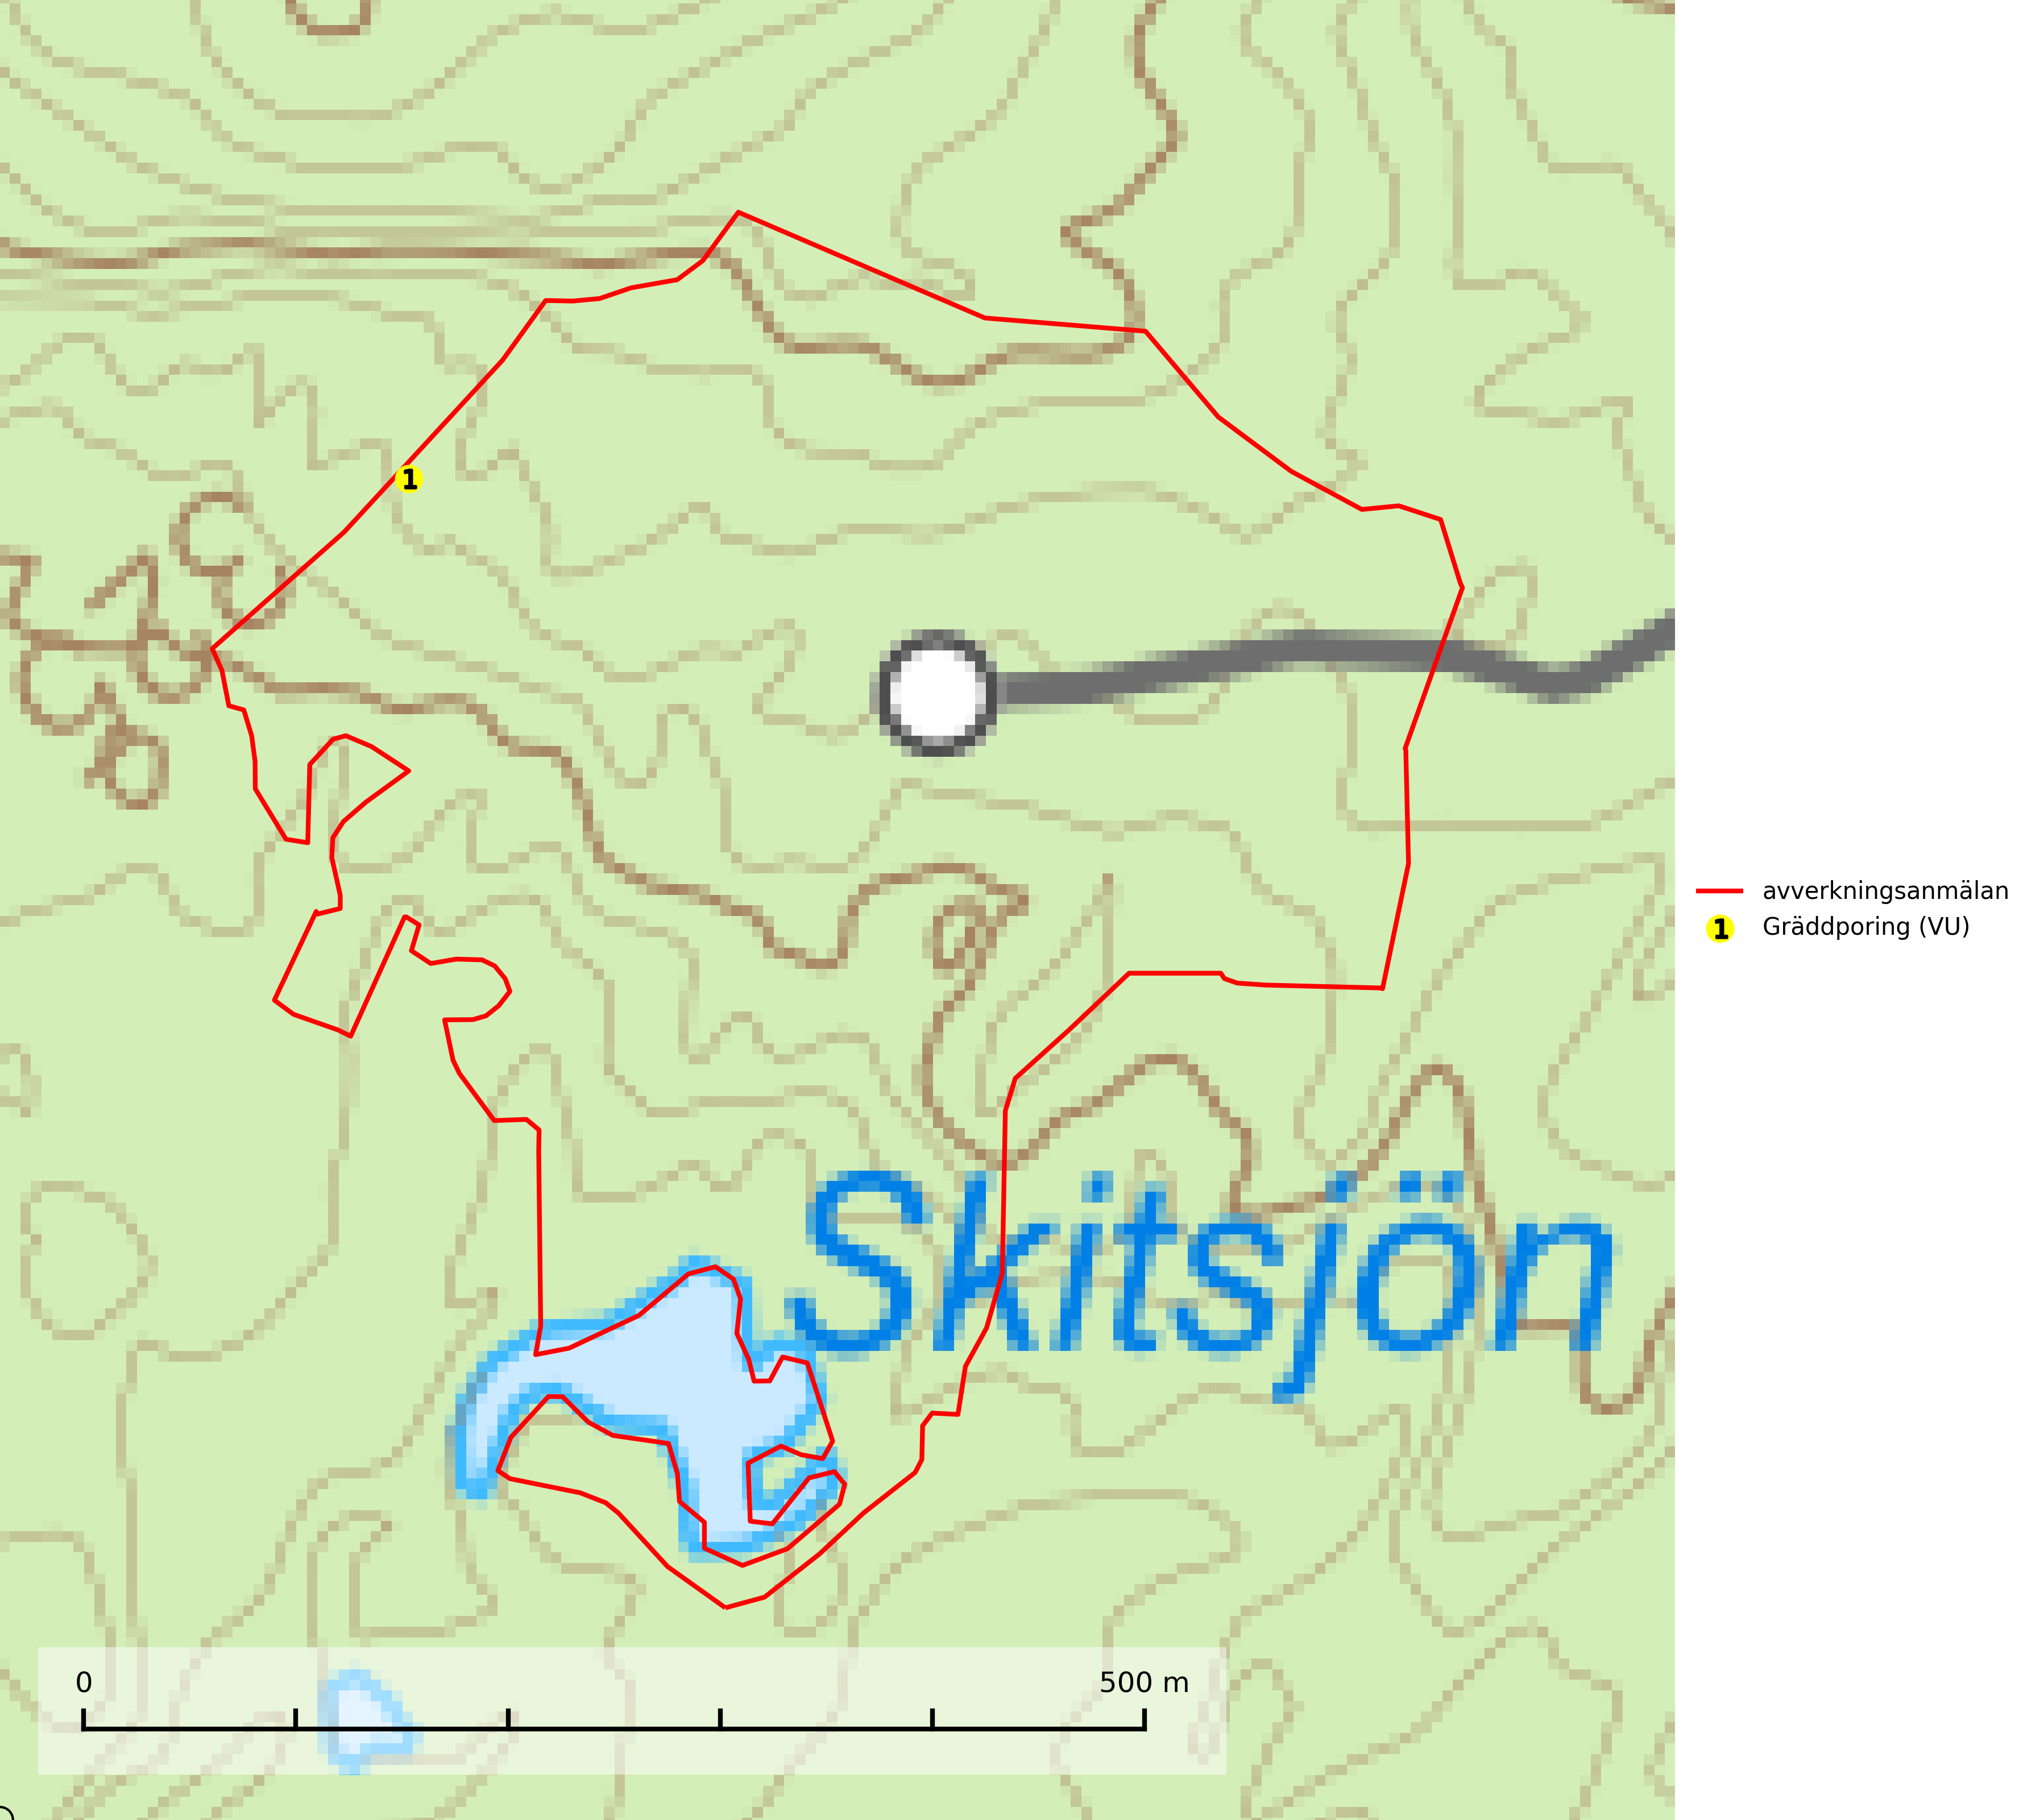 1
Skitsjön
0 500 m
avverkningsanmälan
1 Gräddporing (VU)